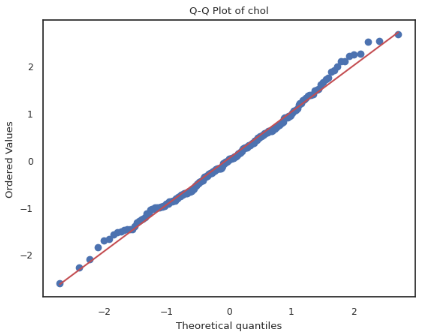 Q-Q Plot of chol
Ordered Values
2
1
0
−1
−2
−2 −1 0 1 2
Theoretical quantiles